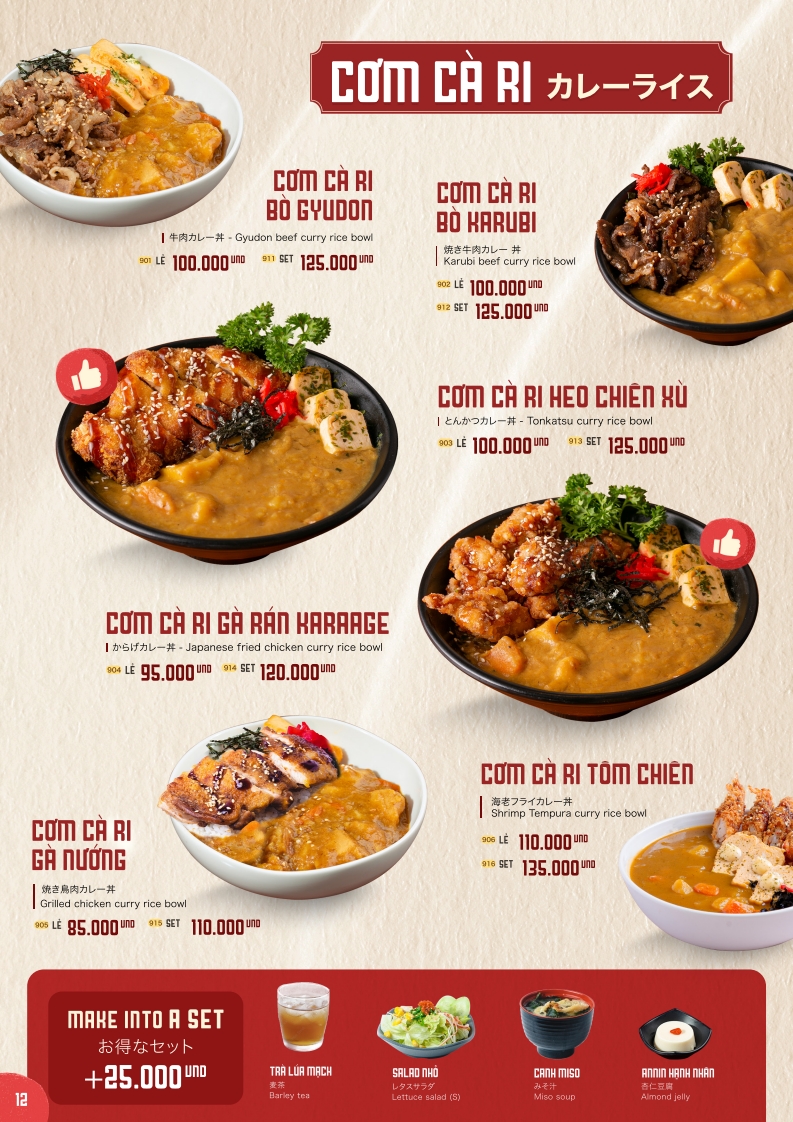 CƠM CÀ RI カレーライス
CƠM CÀ RI
BÒ GYUDON
牛肉カレー丼 - Gyudon beef curry rice bowl
901 LẺ 100.000 VND 911 SET 125.000 VND
CƠM CÀ RI
BÒ KARUBI
焼き牛肉カレー 丼
Karubi beef curry rice bowl
902 LẺ 100.000 VND
912 SET 125.000 VND
CƠM CÀ RI HEO CHIÊN XÙ
とんかつカレー丼 - Tonkatsu curry rice bowl
903 LẺ 100.000 VND 913 SET 125.000 VND
CƠM CÀ RI GÀ RÁN KARAAGE
からげカレー丼 - Japanese fried chicken curry rice bowl
904 LẺ 95.000 VND 914 SET 120.000 VND
CƠM CÀ RI TÔM CHIÊN
海老フライカレー丼
Shrimp Tempura curry rice bowl
906 LẺ 110.000 VND
916 SET 135.000 VND
CƠM CÀ RI
GÀ NƯỚNG
焼き鳥肉カレー丼
Grilled chicken curry rice bowl
905 LẺ 85.000 VND 915 SET 110.000 VND
MAKE INTO A SET
お得なセット
+25.000 VND
TRÀ LÚA MẠCH
麦茶
Barley tea
SALAD NHỎ
レタスサラダ
Lettuce salad (S)
CANH MISO
みそ汁
Miso soup
ANNIN HẠNH NHÂN
杏仁豆腐
Almond jelly
12